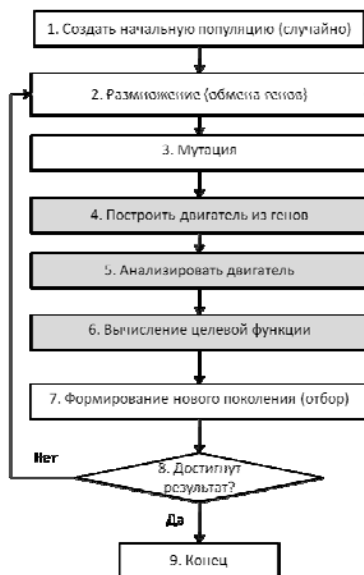 1. Создать начальную популяцию (случайно)
2. Размножение (обмена генов)
3. Мутация
4. Построить двигатель из генов
5. Анализировать двигатель
6. Вычисление целевой функции
7. Формирование нового поколения (отбор)
8. Достигнут
результат?
Нет
Да
9. Конец